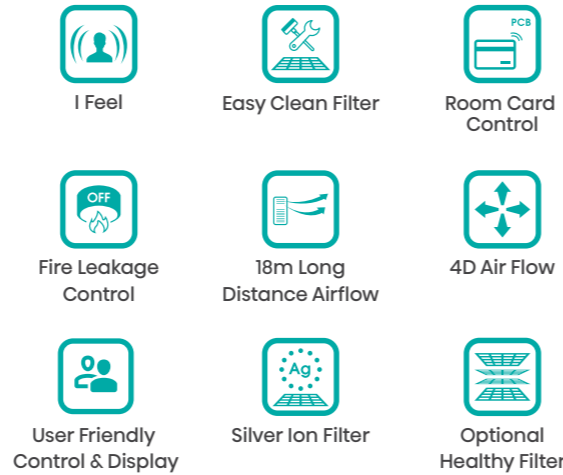 PCB
I Feel
Easy Clean Filter
Room Card
Control
OFF
Fire Leakage
Control
18m Long
Distance Airflow
4D Air Flow
Ag
User Friendly
Control & Display
Silver Ion Filter
Optional
Healthy Filter